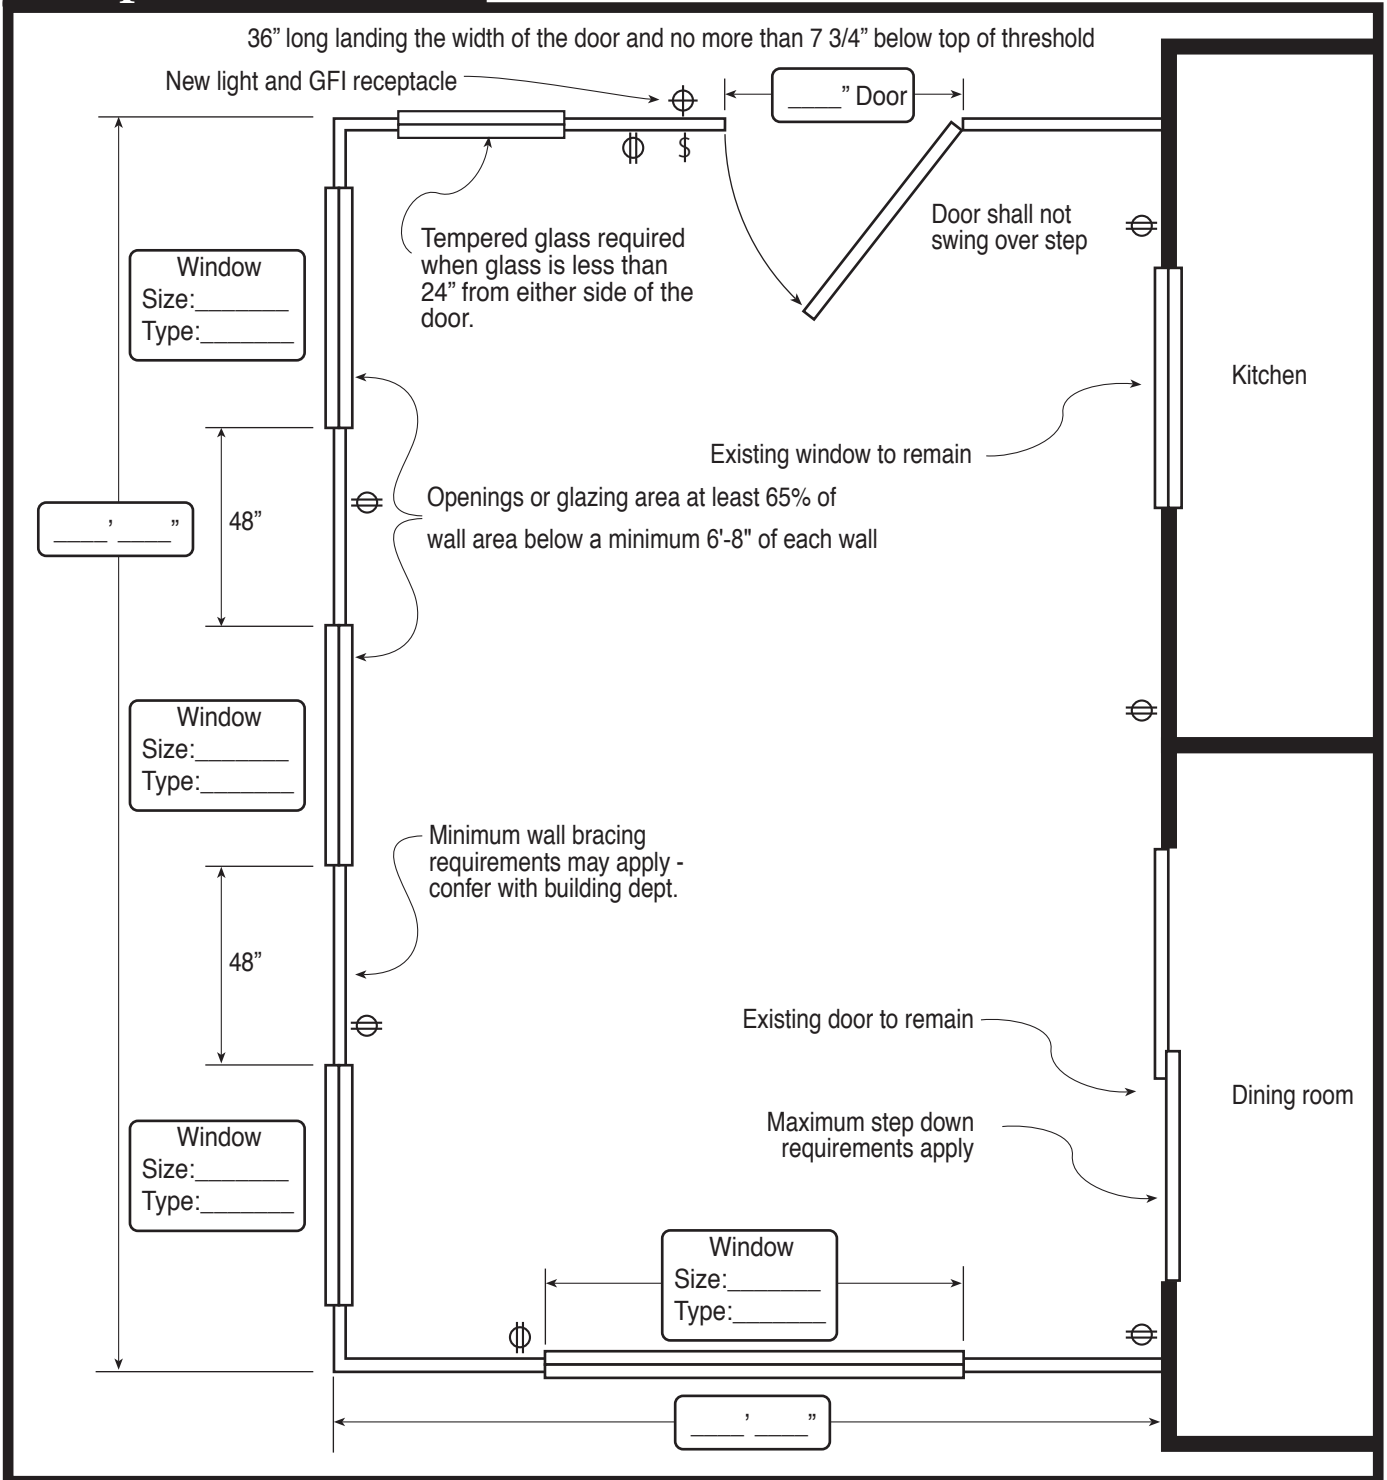 36” long landing the width of the door and no more than 7 3/4” below top of threshold
New light and GFI receptacle
____” Door
$
Door shall not
swing over step
Tempered glass required
when glass is less than
24” from either side of the
door.
Window
Size:_______
Type:_______
Kitchen
Existing window to remain
Openings or glazing area at least 65% of
wall area below a minimum 6'-8" of each wall
48”
____’ ____”
Window
Size:_______
Type:_______
Minimum wall bracing
requirements may apply -
confer with building dept.
48”
Existing door to remain
Dining room
Maximum step down
requirements apply
Window
Size:_______
Type:_______
Window
Size:_______
Type:_______
____’ ____”